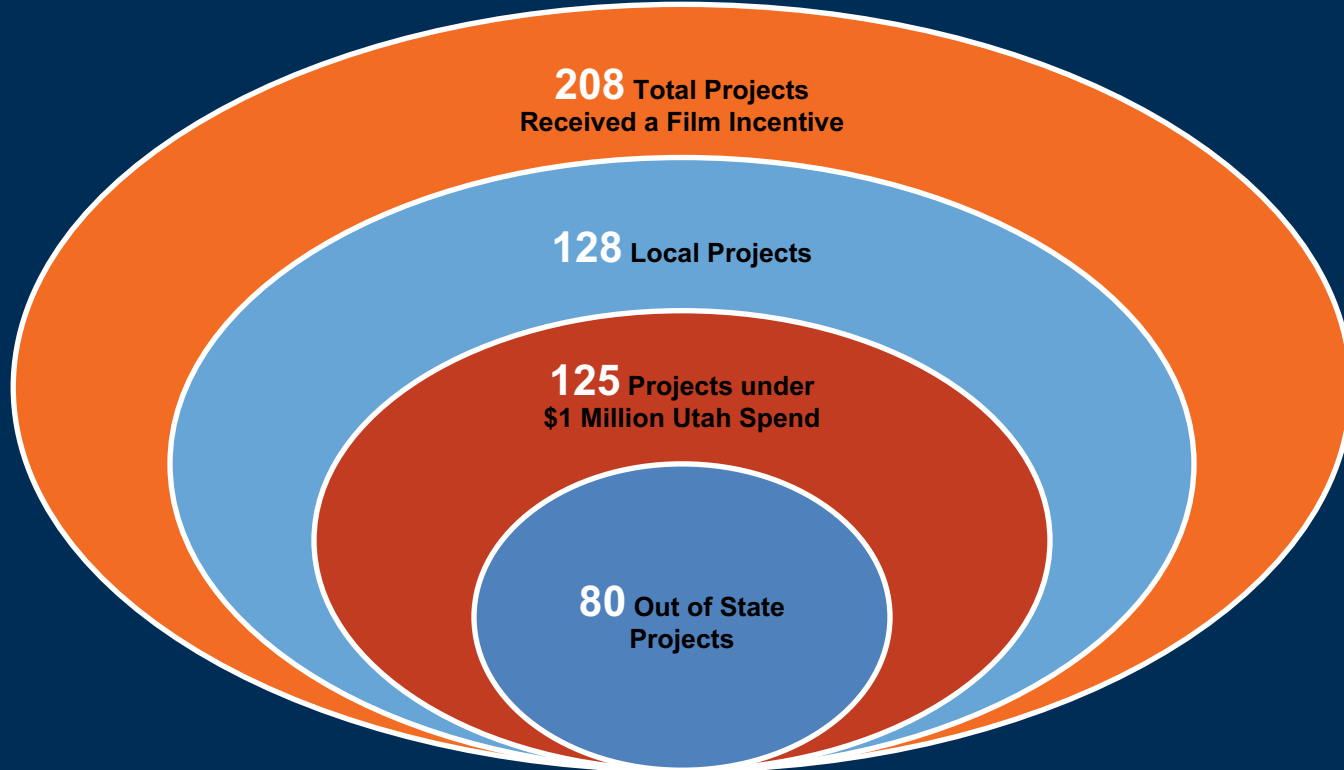 208 Total Projects
Received a Film Incentive
128 Local Projects
125 Projects under
$1 Million Utah Spend
80 Out of State
Projects